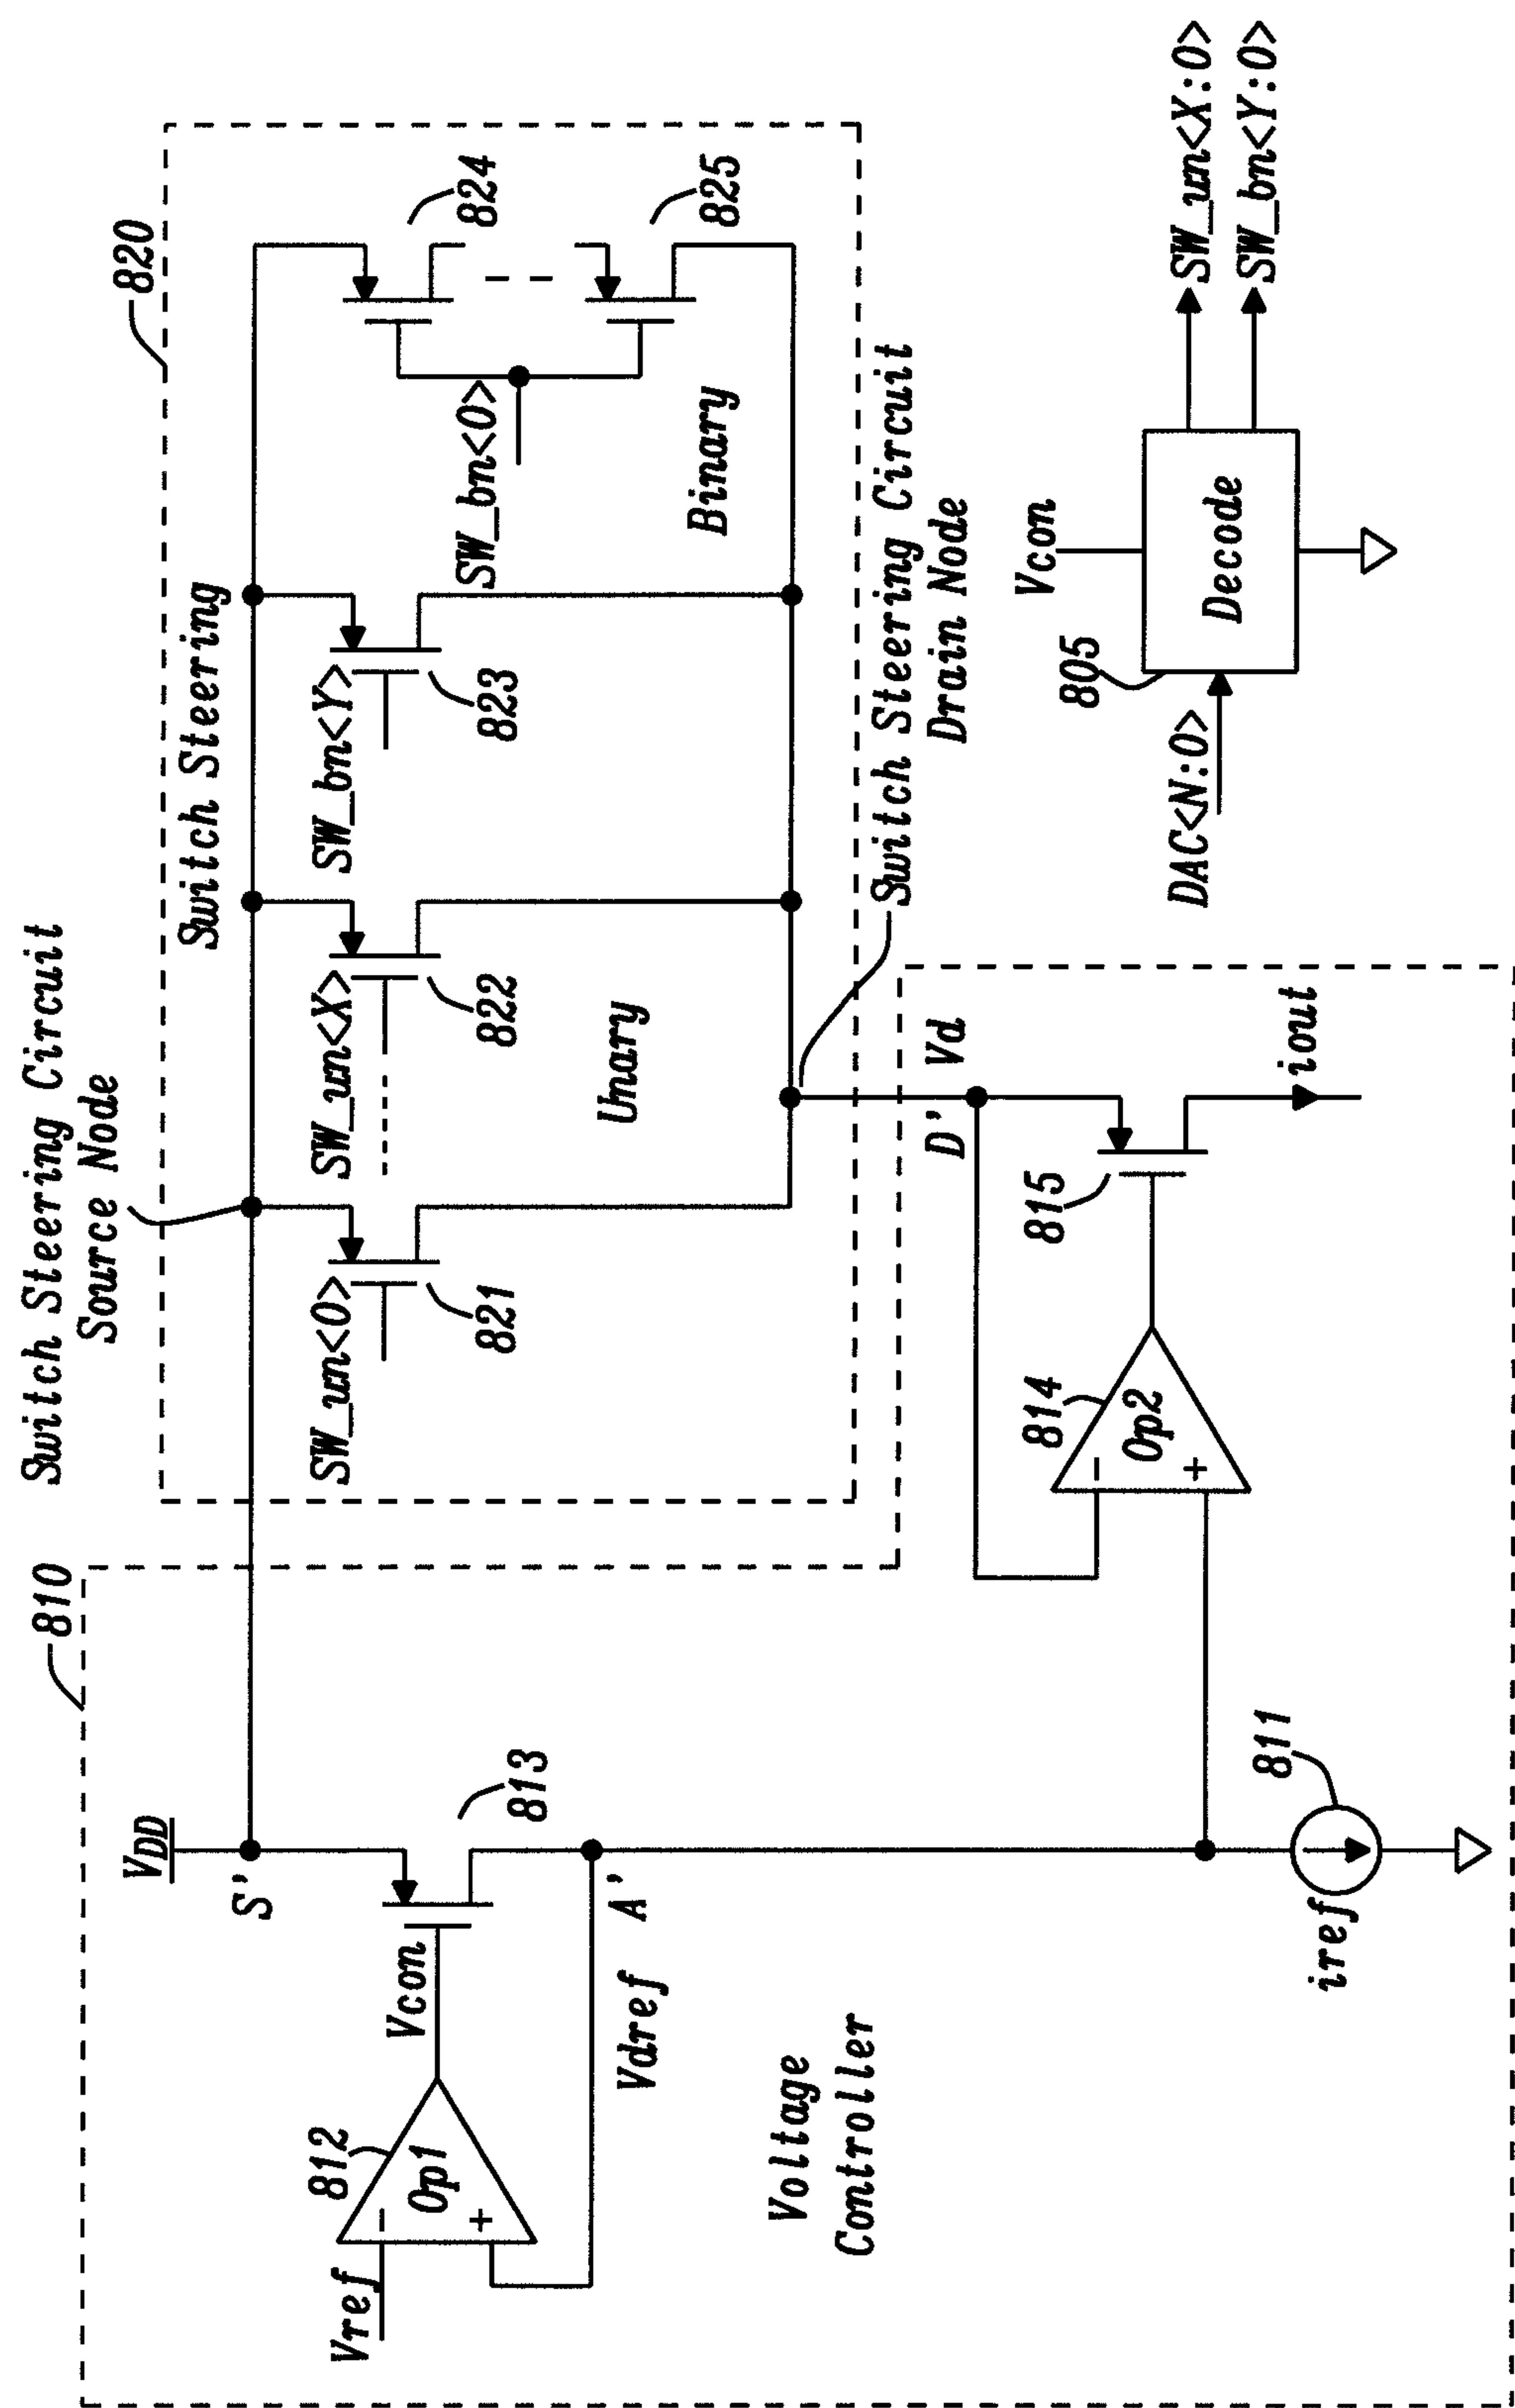 Switch Steering Circuit
Source Node
820
Switch Steering
810
VDD
S'
SW_un<0>
821
SW_un<X>
822
SW_bn<Y>
823
SW_bn<0>
824
825
Unary
Binary
Vref
812
Op1
Vcon
813
Vdref
A'
Voltage
Controller
D'
Vd
Switch Steering Circuit
Drain Node
814
Op2
815
iout
811
iref
805
Vcon
DAC<N:0>
Decode
SW_un<X:0>
SW_bn<Y:0>